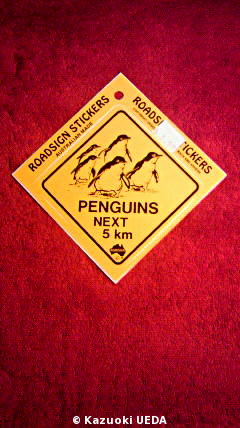 ROADSIGN STICKERS
AUSTRALIAN MADE
ROADSIGN STICKERS
PENGUINS
NEXT
5 km
© Kazuoki UEDA